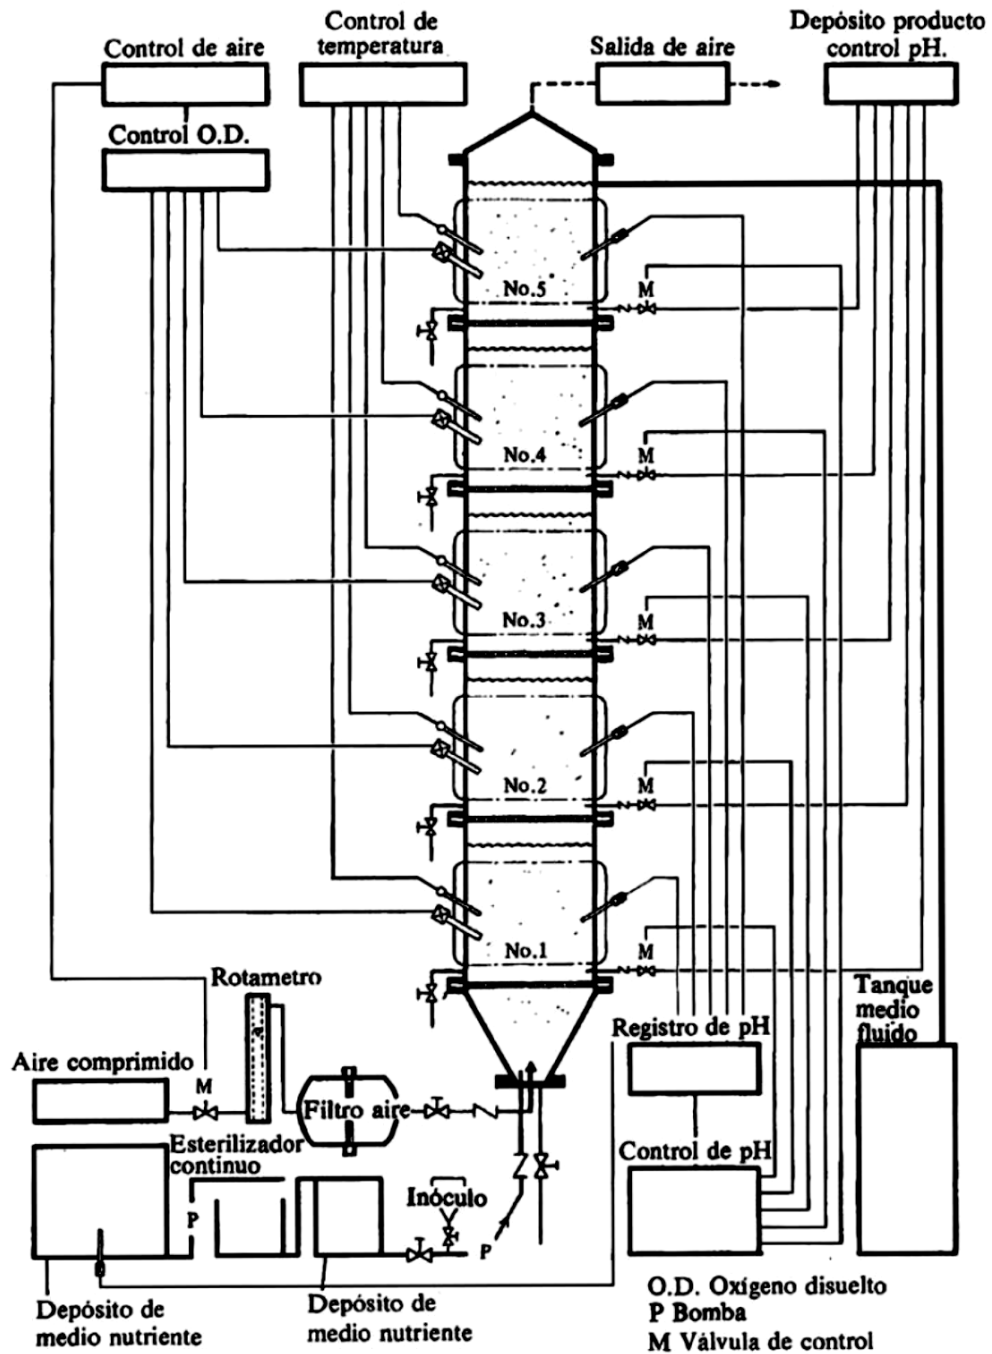 Control de aire
Control de
temperatura
Salida de aire
Depósito producto
control pH.
Control O.D.
No.5
M
No.4
M
No.3
M
No.2
M
No.1
M
Rotametro
Aire comprimido
M
Filtro aire
Registro de pH
Tanque
medio
fluido
Esterilizador
continuo
P
Inóculo
P
Control de pH
Depósito de
medio nutriente
Depósito de
medio nutriente
O.D. Oxígeno disuelto
P Bomba
M Válvula de control